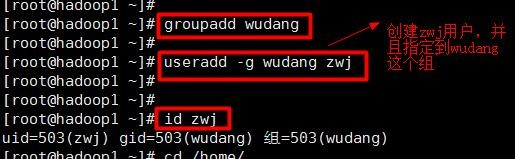 [root@hadoop1 ~]#
[root@hadoop1 ~]# groupadd wudang
[root@hadoop1 ~]#
[root@hadoop1 ~]# useradd -g wudang zwj
[root@hadoop1 ~]#
[root@hadoop1 ~]# id zwj
uid=503(zwj) gid=503(wudang) 组=503(wudang)
[root@hadoop1 ~]# cd /home/
创建zwj用户，并
且指定到wudang
这个组